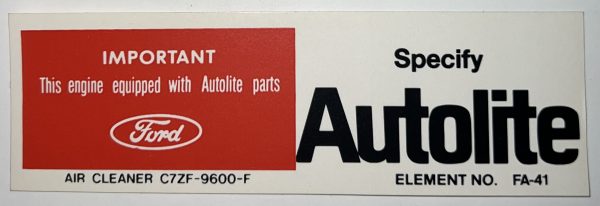 IMPORTANT
This engine equipped with Autolite parts
Ford
AIR CLEANER C7ZF-9600-F
Specify
Autolite
ELEMENT NO. FA-41